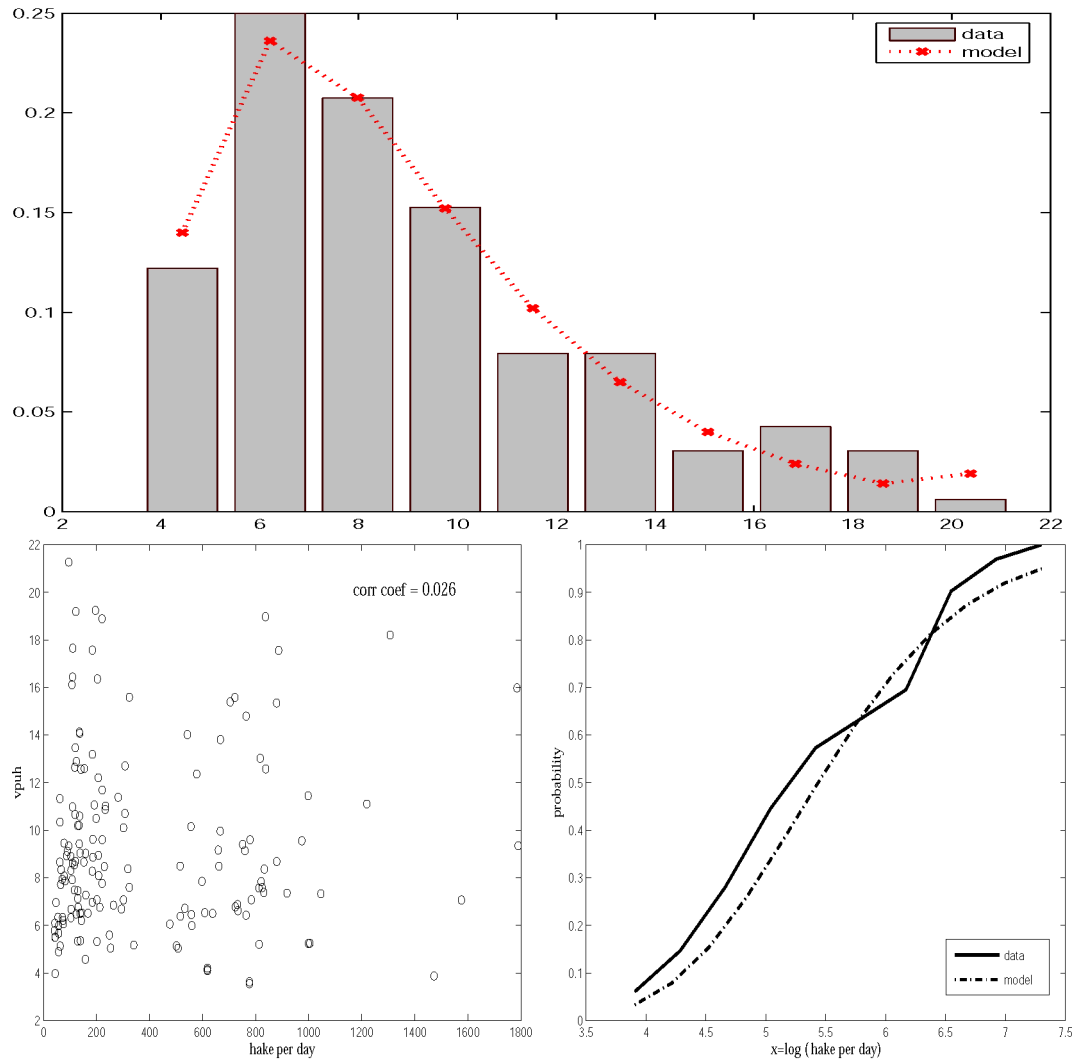 0.25
0.2
0.15
0.1
0.05
0
2 4 6 8 10 12 14 16 18 20 22
data
model
22
20
18
16
14
12
10
8
6
4
2
vpuh
corr coef = 0.026
0 200 400 600 800 1000 1200 1400 1600 1800
hake per day
1
0.9
0.8
0.7
0.6
0.5
0.4
0.3
0.2
0.1
0
probability
data
model
3.5 4 4.5 5 5.5 6 6.5 7 7.5
x=log (hake per day)